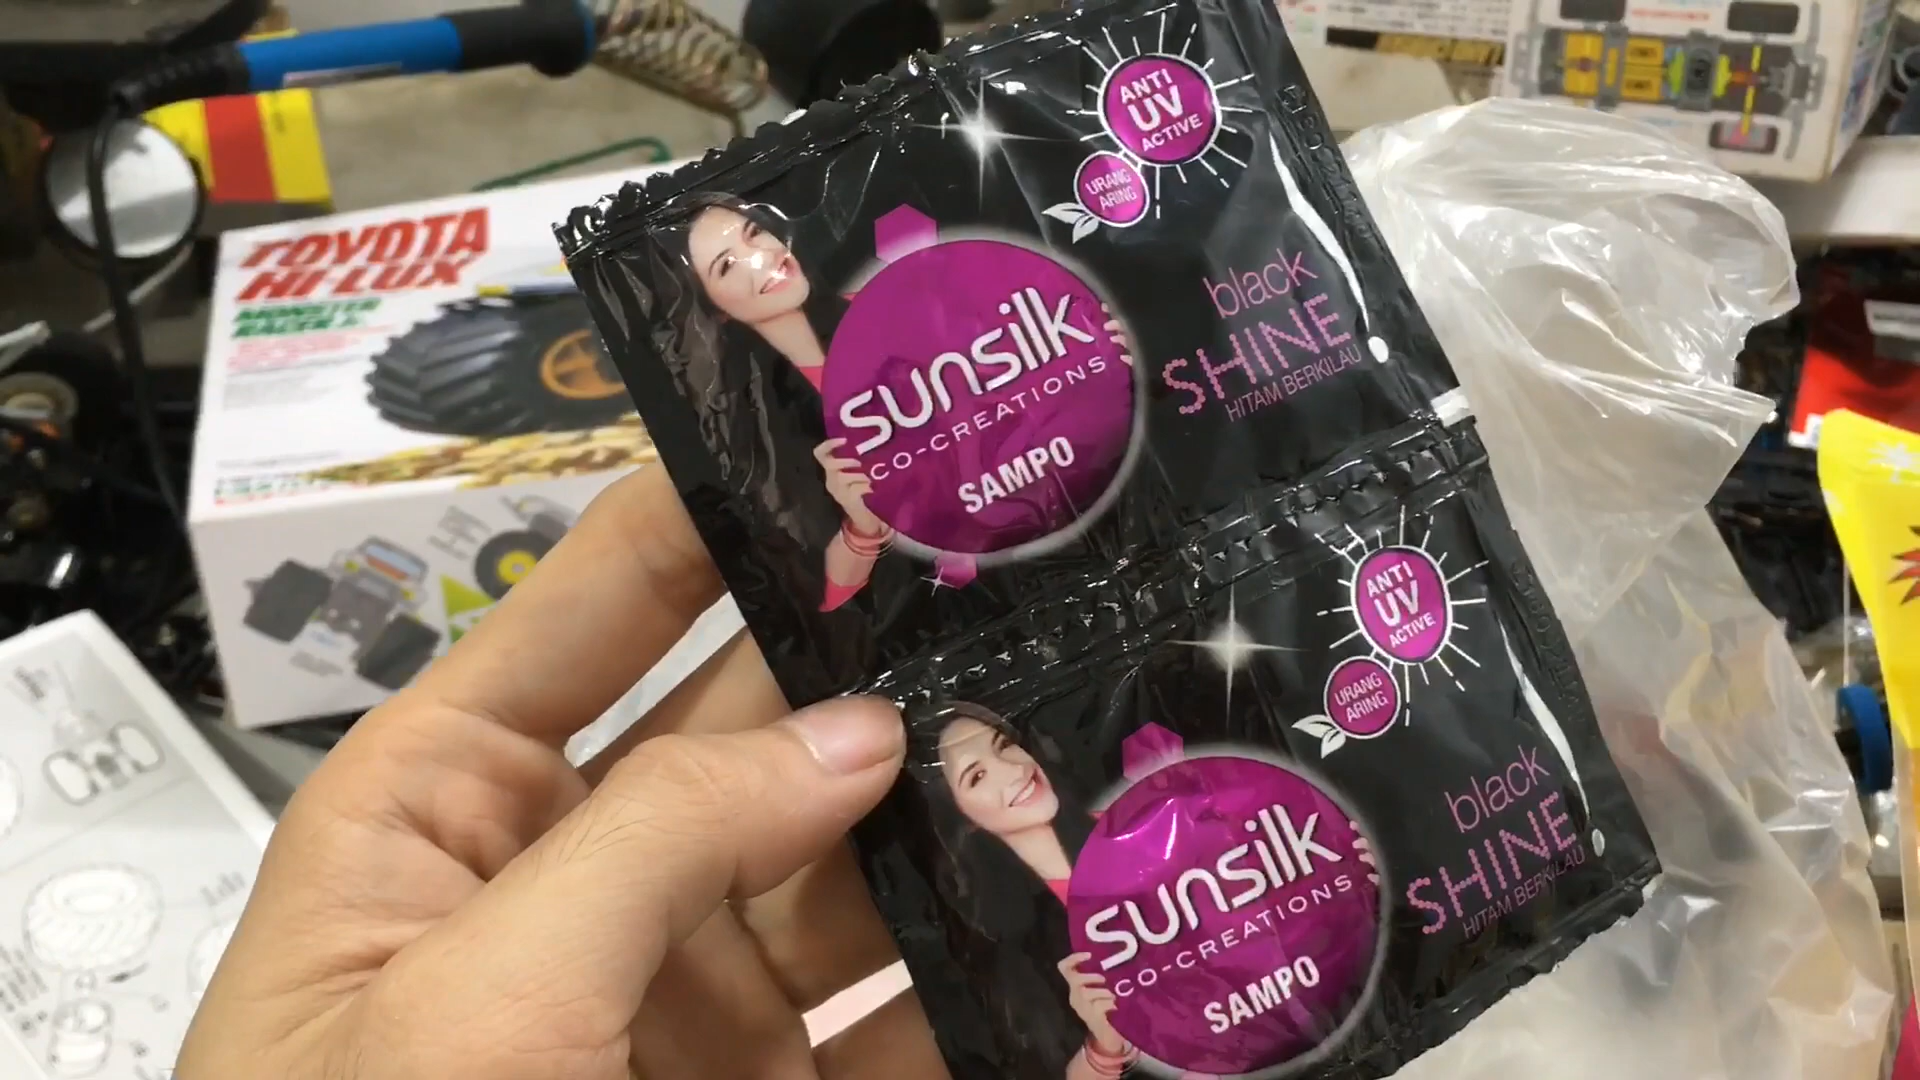 TOYOTA
HI-LUX
MONSTER
RACER Jr.
ANTI
UV
ACTIVE
URANG
ARING
sunsilk
CO-CREATIONS
SAMPO
black
SHINE
HITAM BERKILAU
ANTI
UV
ACTIVE
URANG
ARING
sunsilk
CO-CREATIONS
SAMPO
black
SHINE
HITAM BERKILAU